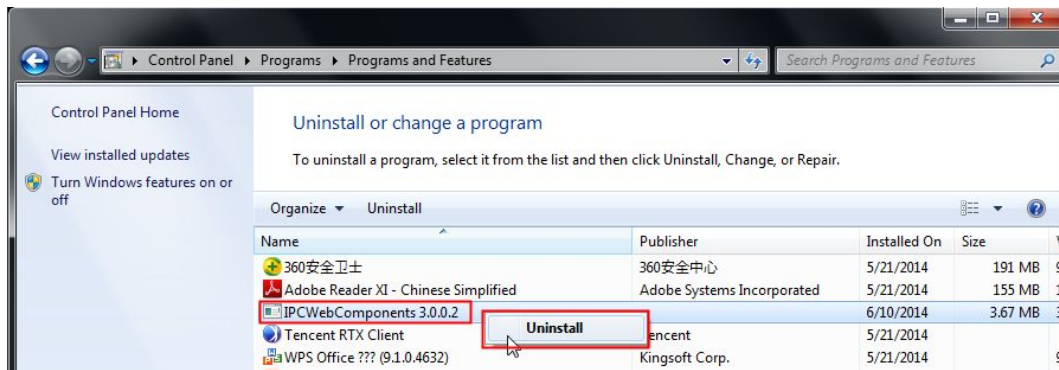 Control Panel ▸ Programs ▸ Programs and Features
Search Programs and Features
Control Panel Home
View installed updates
Turn Windows features on or
off
Uninstall or change a program
To uninstall a program, select it from the list and then click Uninstall, Change, or Repair.
Organize Uninstall
Name Publisher Installed On Size
360安全卫士 360安全中心 5/21/2014 191 MB
Adobe Reader XI - Chinese Simplified Adobe Systems Incorporated 5/21/2014 155 MB
IPCWebComponents 3.0.0.2 6/10/2014 3.67 MB
Uninstall
Tencent RTX Client Tencent 5/21/2014
WPS Office ??? (9.1.0.4632) Kingsoft Corp. 5/21/2014